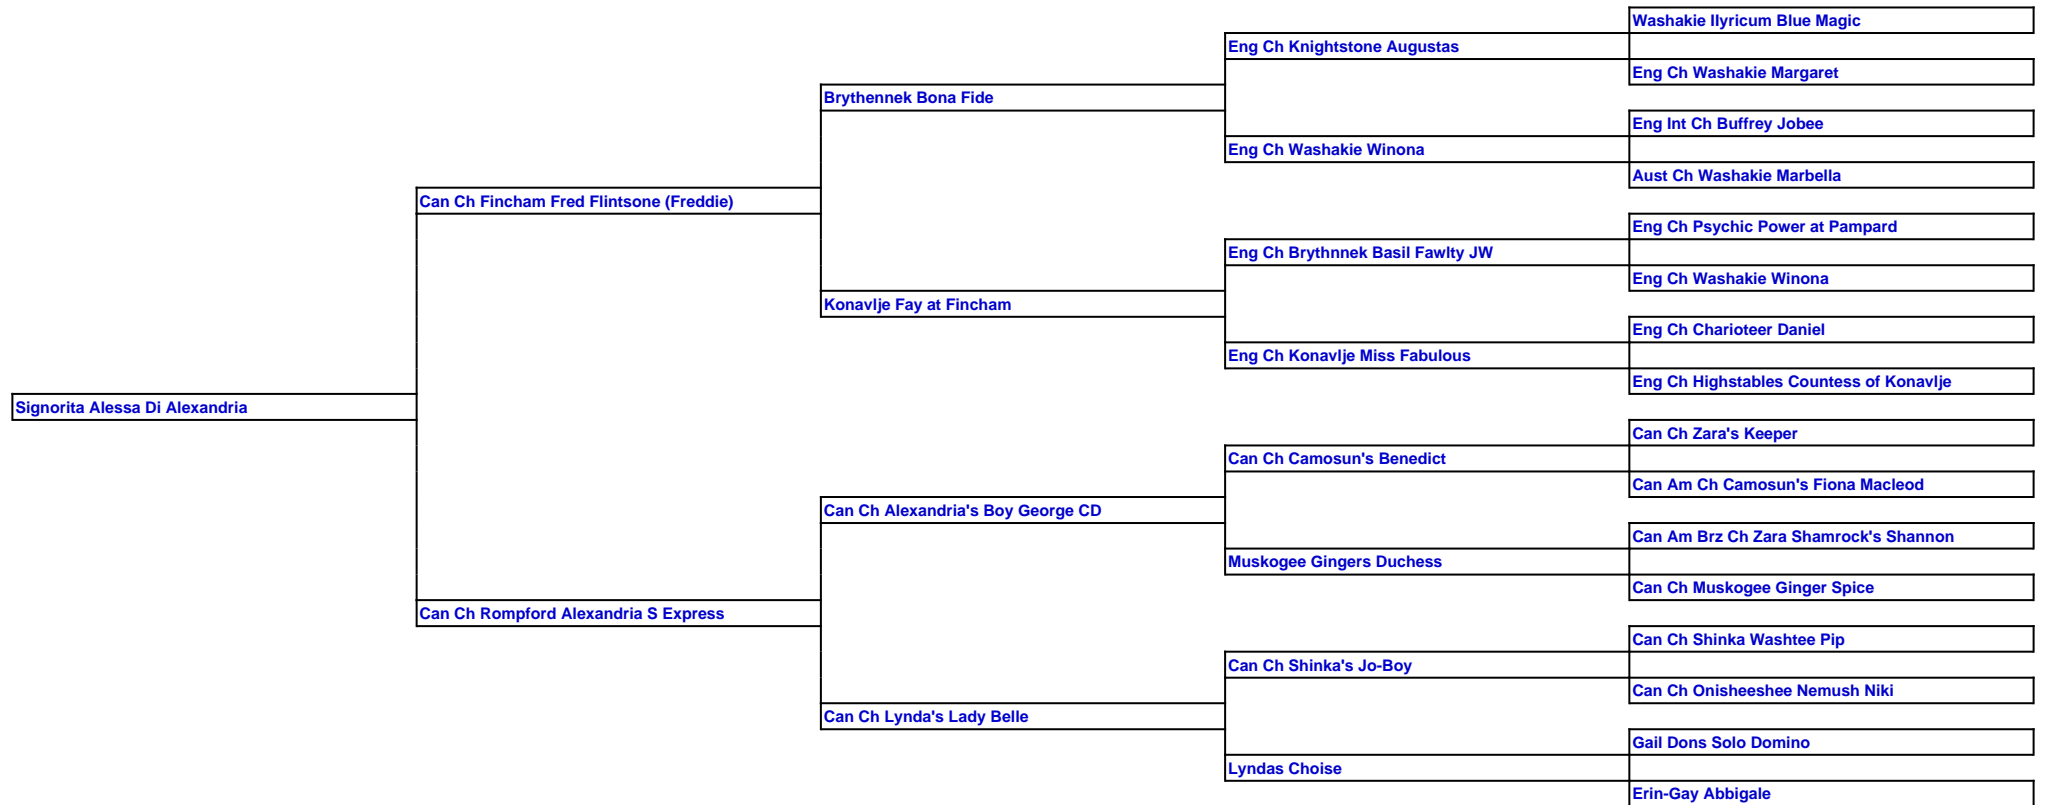 Washakie Ilyricum Blue Magic
Eng Ch Knightstone Augustas
Eng Ch Washakie Margaret
Brythennek Bona Fide
Eng Int Ch Buffrey Jobee
Eng Ch Washakie Winona
Aust Ch Washakie Marbella
Can Ch Fincham Fred Flintsone (Freddie)
Eng Ch Psychic Power at Pampard
Eng Ch Brythnnek Basil Fawlty JW
Eng Ch Washakie Winona
Konavlje Fay at Fincham
Eng Ch Charioteer Daniel
Eng Ch Konavlje Miss Fabulous
Eng Ch Highstables Countess of Konavlje
Signorita Alessa Di Alexandria
Can Ch Zara's Keeper
Can Ch Camosun's Benedict
Can Am Ch Camosun's Fiona Macleod
Can Ch Alexandria's Boy George CD
Can Am Brz Ch Zara Shamrock's Shannon
Muskogee Gingers Duchess
Can Ch Muskogee Ginger Spice
Can Ch Rompford Alexandria S Express
Can Ch Shinka Washtee Pip
Can Ch Shinka's Jo-Boy
Can Ch Onisheeshee Nemush Niki
Can Ch Lynda's Lady Belle
Gail Dons Solo Domino
Lyndas Choise
Erin-Gay Abbigale